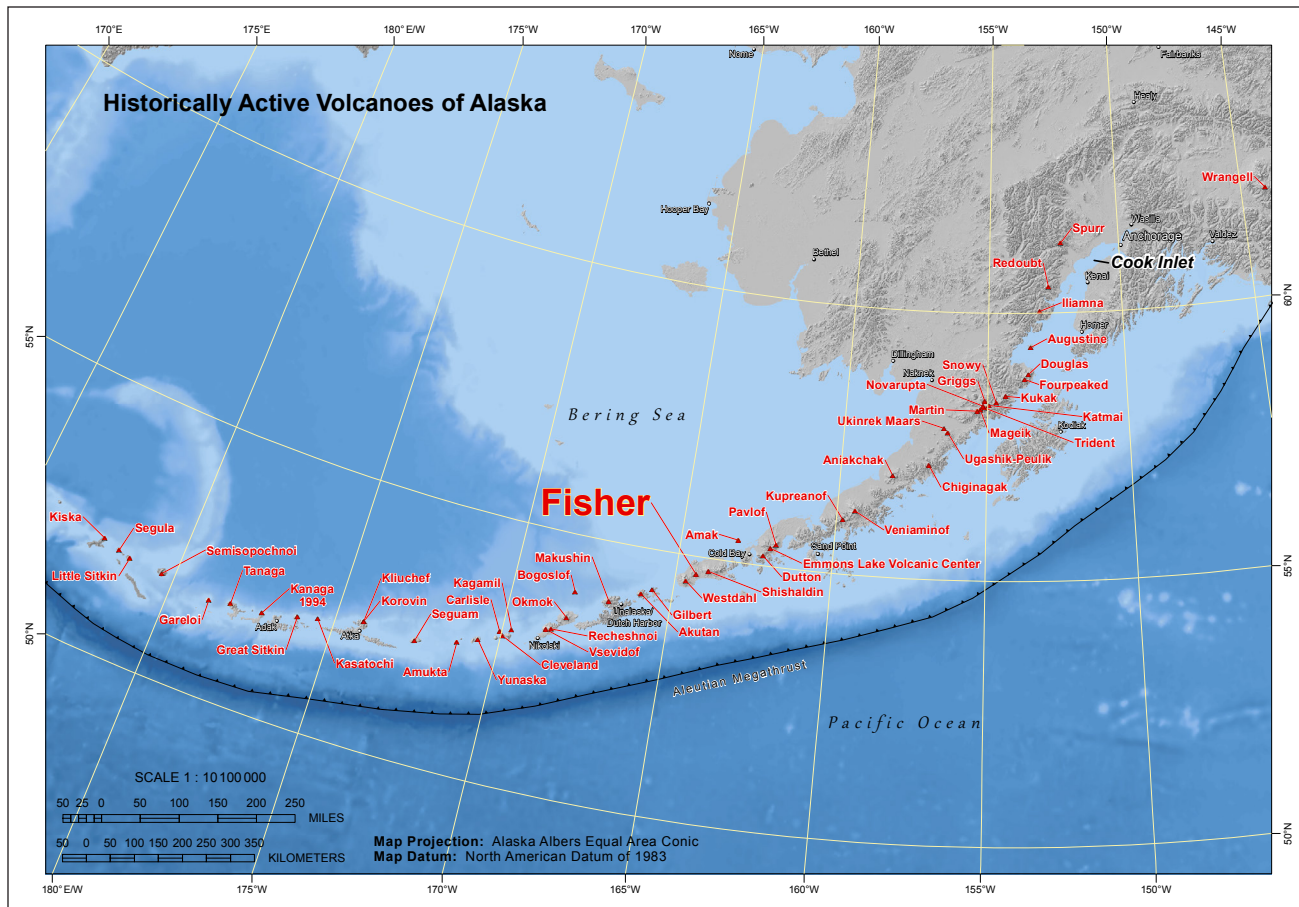 170°E
175°E
180°E/W
175°W
170°W
165°W
160°W
155°W
150°W
145°W
Nome
Fairbanks
Historically Active Volcanoes of Alaska
Healy
Wrangell
Hooper Bay
Wasilla
Spurr
Anchorage
Valdez
Bethel
Redoubt
Cook Inlet
Kenai
60°N
Iliamna
55°N
Homer
Augustine
Dillingham
Snowy
Douglas
Naknek
Griggs
Novarupta
Fourpeaked
Kukak
Bering Sea
Martin
Katmai
Ukinrek Maars
Kodiak
Mageik
Trident
Aniakchak
Ugashik-Peulik
Chiginagak
Fisher
Kupreanof
Pavlof
Kiska
Segula
Veniaminof
Amak
Semisopochnoi
Makushin
Cold Bay
Sand Point
Emmons Lake Volcanic Center
55°N
Little Sitkin
Tanaga
Kliuchef
Kagamil
Bogoslof
Dutton
Kanaga
1994
Korovin
Carlisle
Okmok
Shishaldin
Westdahl
Gareloi
Seguam
Unalaska/
Dutch Harbor
Gilbert
Adak
Atka
Akutan
50°N
Great Sitkin
Nikolski
Recheshnoi
Vsevidof
Kasatochi
Cleveland
Amukta
Yunaska
Aleutian Megathrust
Pacific Ocean
SCALE 1 : 10 100 000
50 25 0 50 100 150 200 250
MILES
50 0 50 100 150 200 250 300 350
KILOMETERS
Map Projection: Alaska Albers Equal Area Conic
Map Datum: North American Datum of 1983
50°N
180°E/W
175°W
170°W
165°W
160°W
155°W
150°W